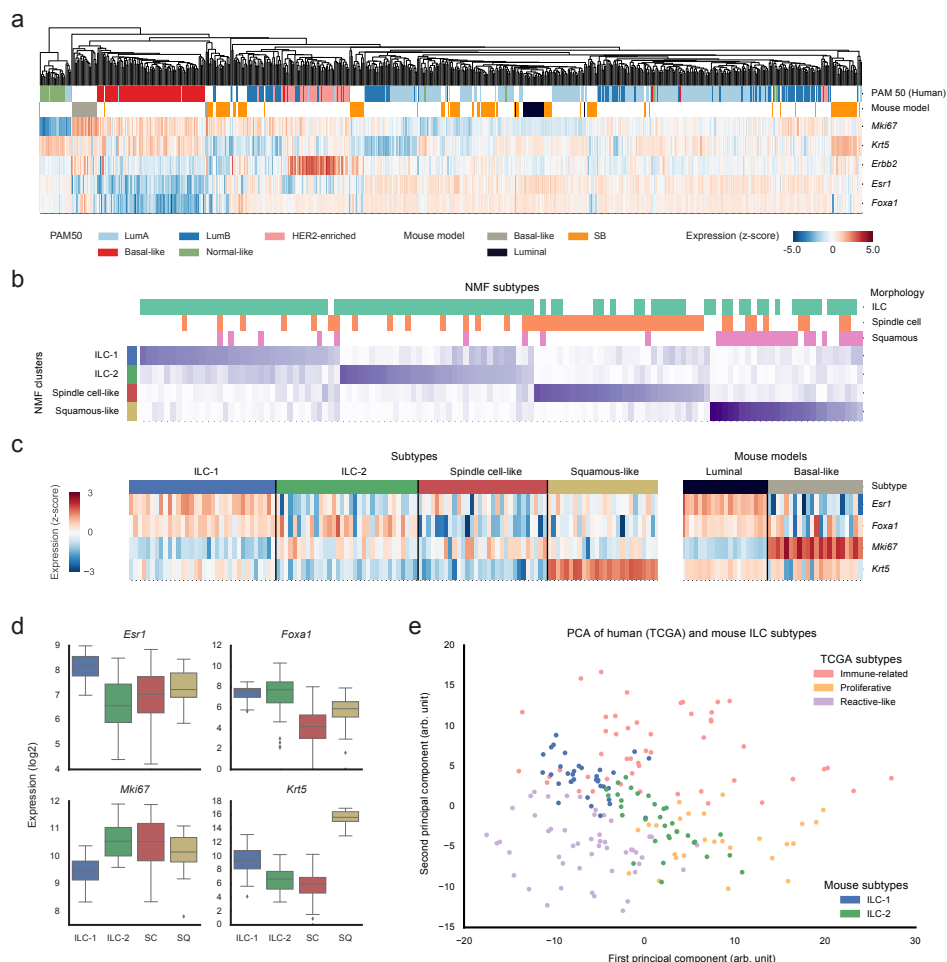 a
PAM 50 (Human)
Mouse model
Mki67
Krt5
Erbb2
Esr1
Foxa1
PAM50 LumA LumB HER2-enriched Mouse model Basal-like SB Expression (z-score)
Basal-like Normal-like Luminal -5.0 0 5.0
b
NMF subtypes
Morphology
ILC
Spindle cell
Squamous
NMF clusters
ILC-1
ILC-2
Spindle cell-like
Squamous-like
c
Subtypes Mouse models
ILC-1 ILC-2 Spindle cell-like Squamous-like Luminal Basal-like
Expression (z-score)
3
0
−3
Subtype
Esr1
Foxa1
Mki67
Krt5
d
Expression (log2)
Esr1
9
8
7
6
5
4
Foxa1
12
10
8
6
4
2
0
Mki67
12
11
10
9
8
Krt5
18
16
14
12
10
8
6
4
2
0
ILC-1 ILC-2 SC SQ ILC-1 ILC-2 SC SQ
e
PCA of human (TCGA) and mouse ILC subtypes
Second principal component (arb. unit)
20
15
10
5
0
−5
−10
−15
TCGA subtypes
Immune-related
Proliferative
Reactive-like
Mouse subtypes
ILC-1
ILC-2
−20 −10 0 10 20 30
First principal component (arb. unit)